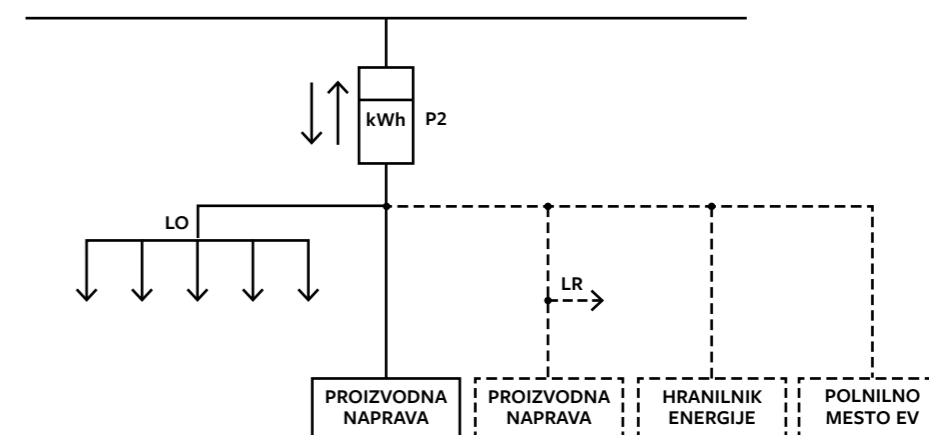 kWh
P2
LO
LR
PROIZVODNA
NAPRAVA
PROIZVODNA
NAPRAVA
HRANILNIK
ENERGIJE
POLNILNO
MESTO EV